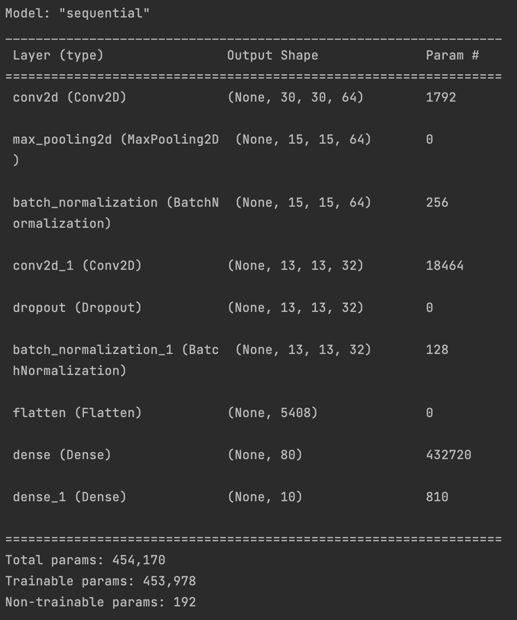 Model: "sequential"
_________________________________________________________________
 Layer (type)                Output Shape              Param #
=================================================================
 conv2d (Conv2D)             (None, 30, 30, 64)        1792
 max_pooling2d (MaxPooling2D  (None, 15, 15, 64)       0
 )
 batch_normalization (BatchN  (None, 15, 15, 64)       256
 ormalization)
 conv2d_1 (Conv2D)           (None, 13, 13, 32)        18464
 dropout (Dropout)           (None, 13, 13, 32)        0
 batch_normalization_1 (Batc  (None, 13, 13, 32)       128
 hNormalization)
 flatten (Flatten)           (None, 5408)              0
 dense (Dense)               (None, 80)                432720
 dense_1 (Dense)             (None, 10)                810
=================================================================
Total params: 454,170
Trainable params: 453,978
Non-trainable params: 192